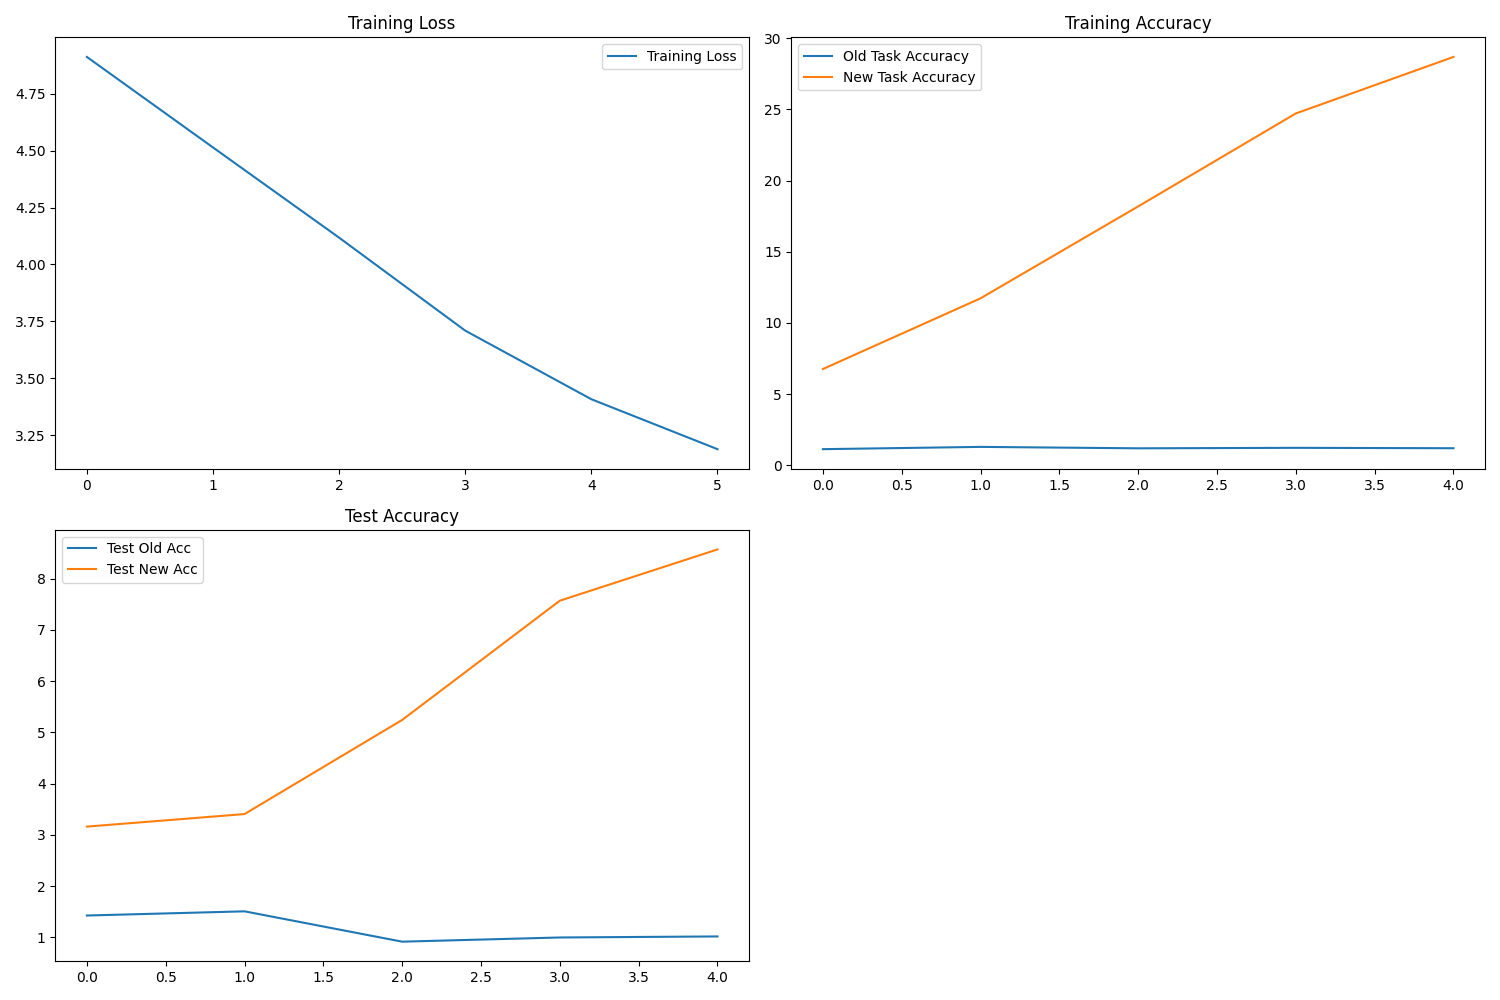 Training Loss
Training Loss
4.75
4.50
4.25
4.00
3.75
3.50
3.25
0 1 2 3 4 5
Training Accuracy
Old Task Accuracy
New Task Accuracy
30
25
20
15
10
5
0
0.0 0.5 1.0 1.5 2.0 2.5 3.0 3.5 4.0
Test Accuracy
Test Old Acc
Test New Acc
8
7
6
5
4
3
2
1
0.0 0.5 1.0 1.5 2.0 2.5 3.0 3.5 4.0